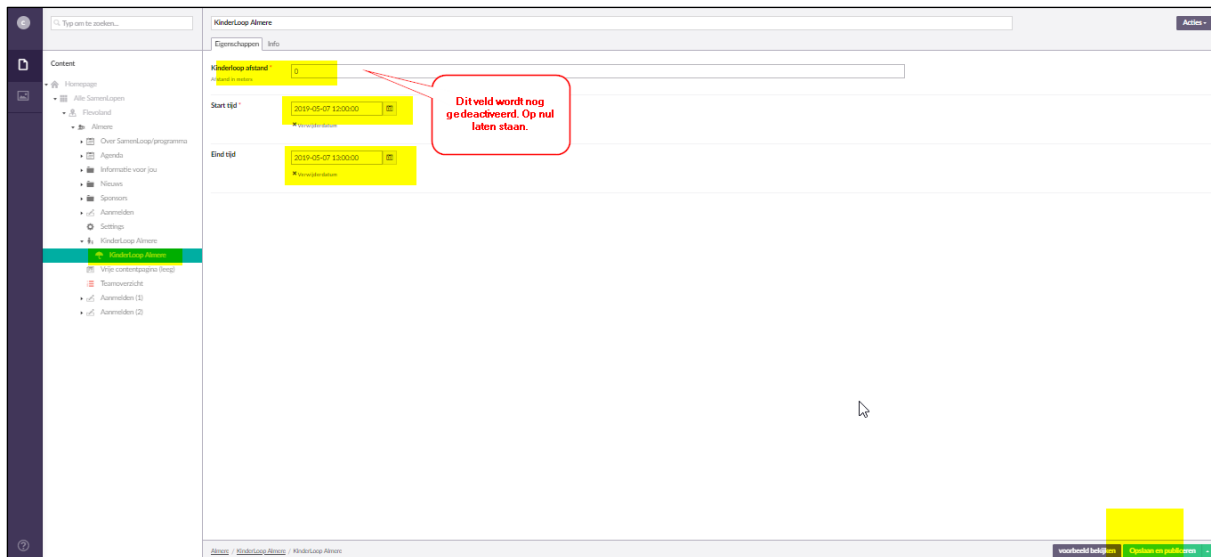 C
Typ om te zoeken...
KinderLoop Almere
Acties
Eigenschappen
Info
Content
Homepage
Alle SamenLopen
Flevoland
Almere
Over SamenLoop/programma
Agenda
Informatie voor jou
Nieuws
Sponsors
Aanmelden
Settings
KinderLoop Almere
KinderLoop Almere
Vrije contentpagina (leeg)
Teamoverzicht
Aanmelden (1)
Aanmelden (2)
Kinderloop afstand *
Afstand in meters
0
Dit veld wordt nog
gedeactiveerd. Op nul
laten staan.
Start tijd *
2019-05-07 12:00:00
Verwijder datum
Eind tijd
2019-05-07 13:00:00
Verwijder datum
Almere / KinderLoop Almere / KinderLoop Almere
voorbeeld bekijken
Opslaan en publiceren